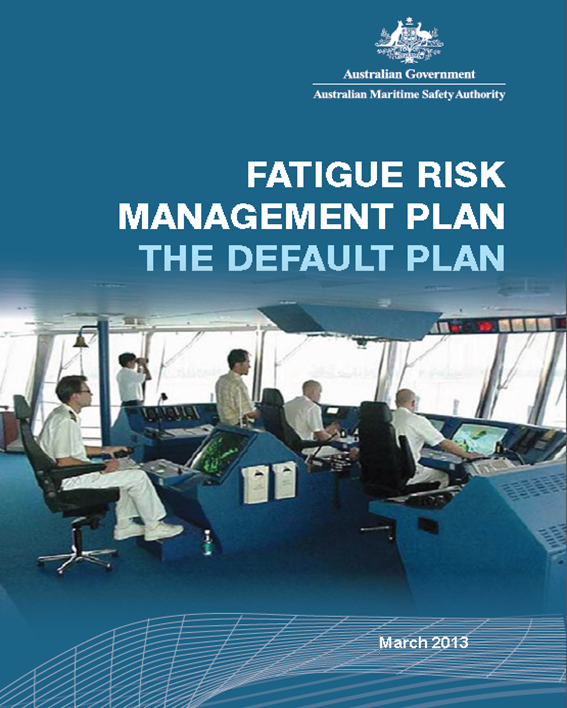 Australian Government
Australian Maritime Safety Authority
FATIGUE RISK
MANAGEMENT PLAN
THE DEFAULT PLAN
March 2013